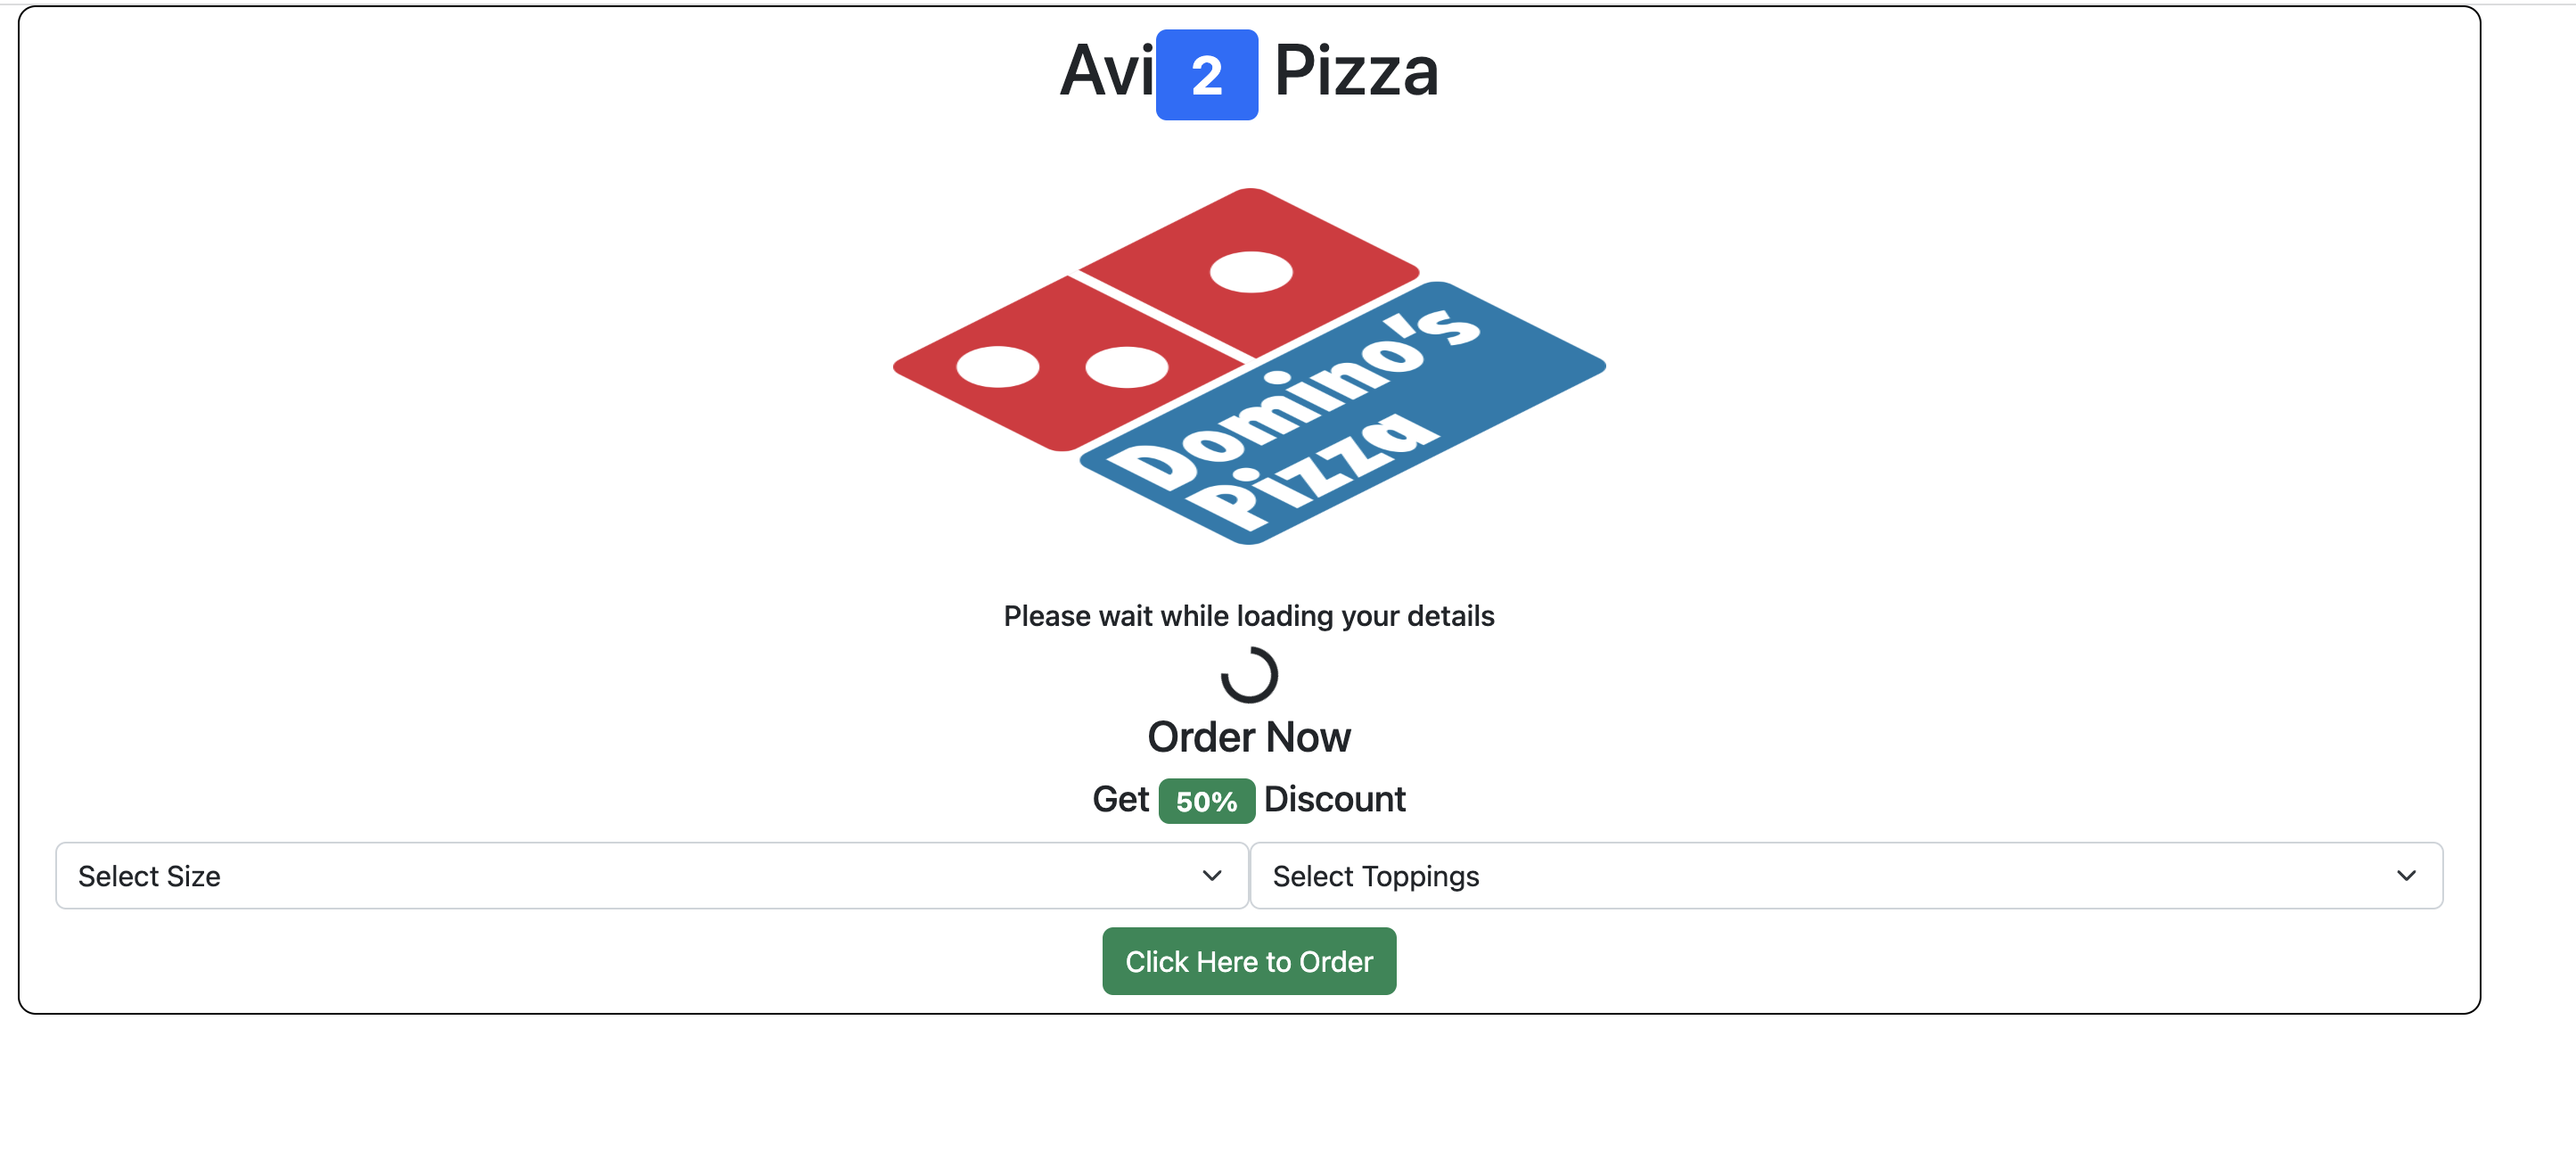 Avi 2 Pizza
Domino's
Pizza
Please wait while loading your details
Order Now
Get 50% Discount
Select Size
Select Toppings
Click Here to Order